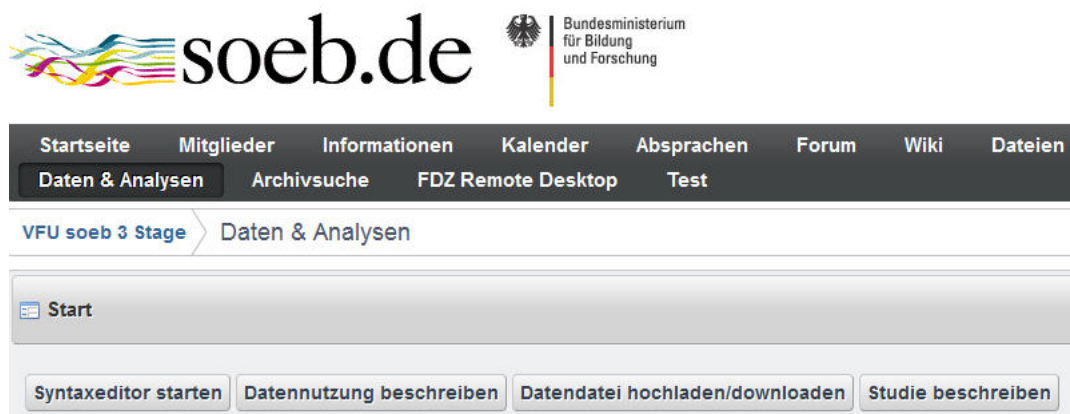 soeb.de
Bundesministerium
für Bildung
und Forschung
Startseite Mitglieder Informationen Kalender Absprachen Forum Wiki Dateien
Daten & Analysen Archivsuche FDZ Remote Desktop Test
VFU soeb 3 Stage Daten & Analysen
Start
Syntaxeditor starten Datennutzung beschreiben Datendatei hochladen/downloaden Studie beschreiben